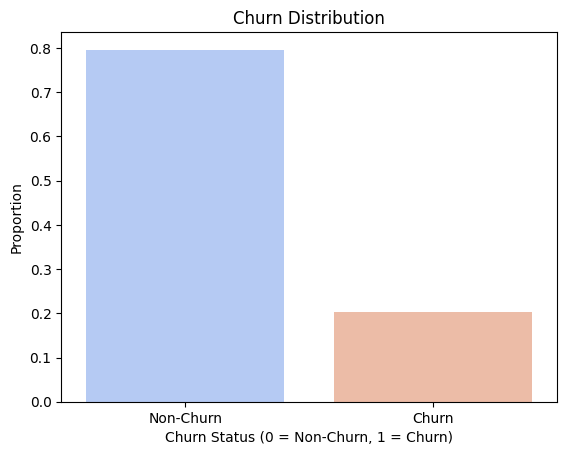 Churn Distribution
0.8
0.7
0.6
0.5
0.4
0.3
0.2
0.1
0.0
Proportion
Non-Churn Churn
Churn Status (0 = Non-Churn, 1 = Churn)